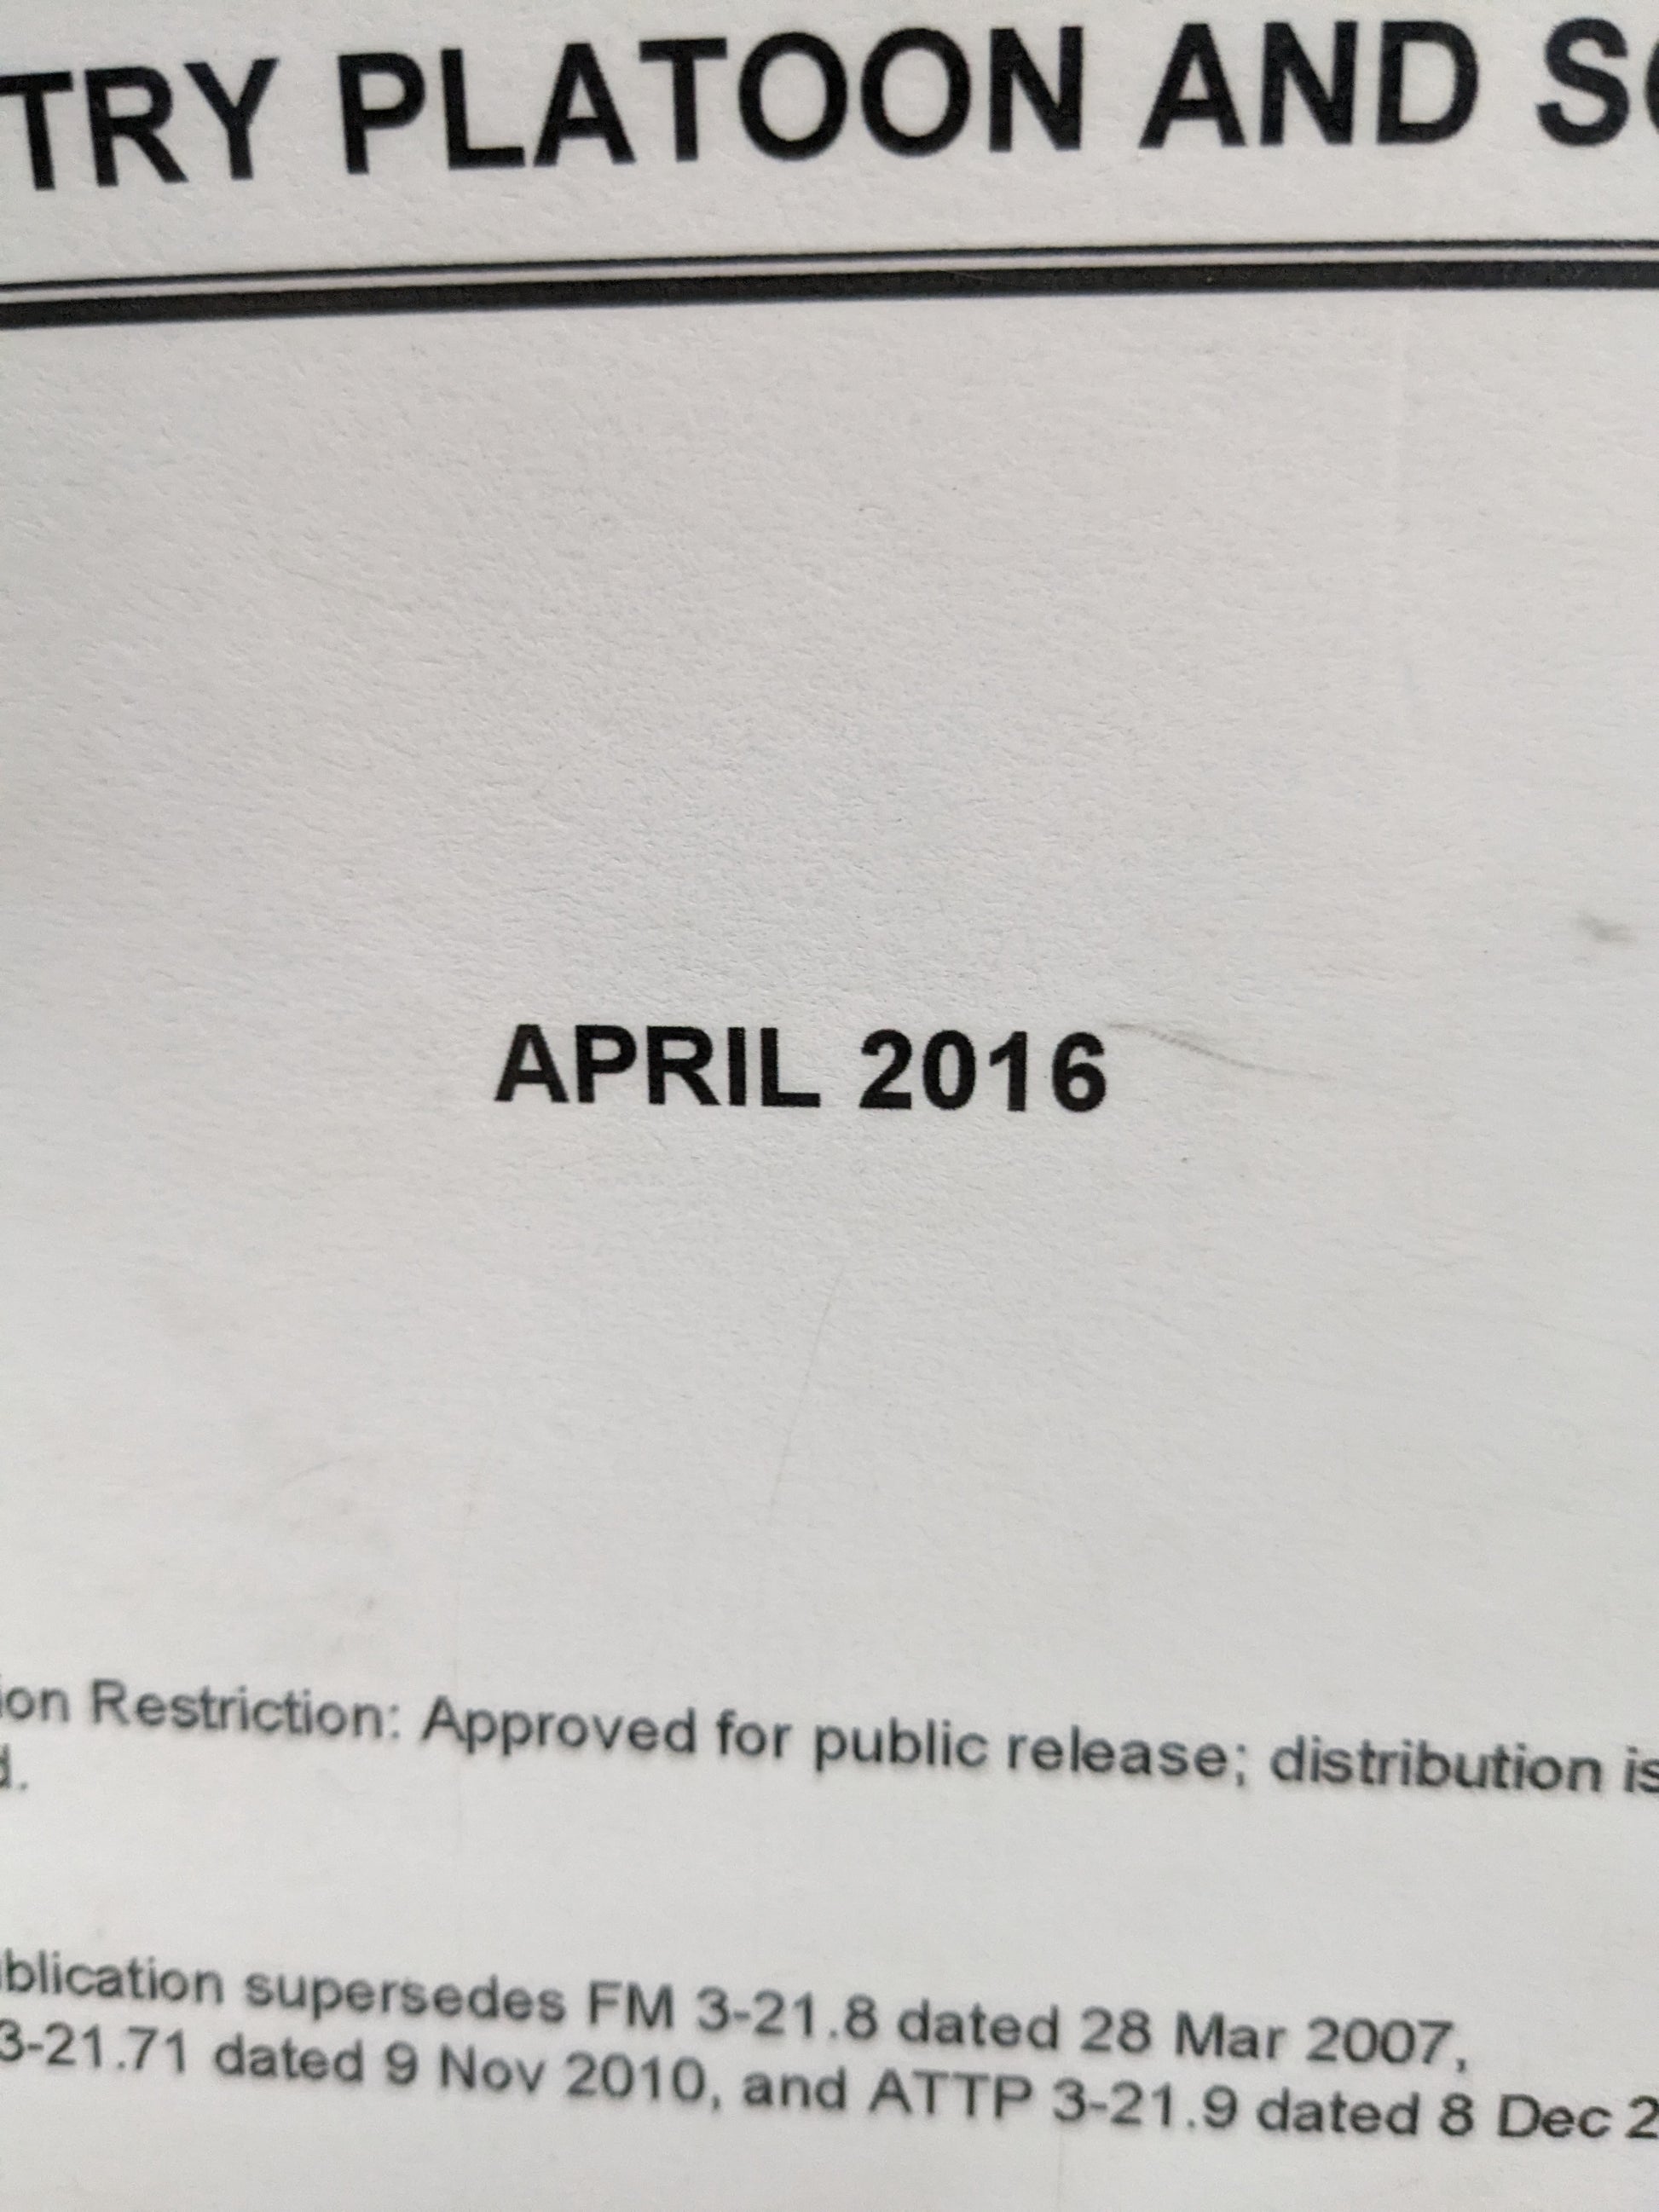 TRY PLATOON AND S
APRIL 2016
ion Restriction: Approved for public release; distribution is
d.
blication supersedes FM 3-21.8 dated 28 Mar 2007,
3-21.71 dated 9 Nov 2010, and ATTP 3-21.9 dated 8 Dec 2